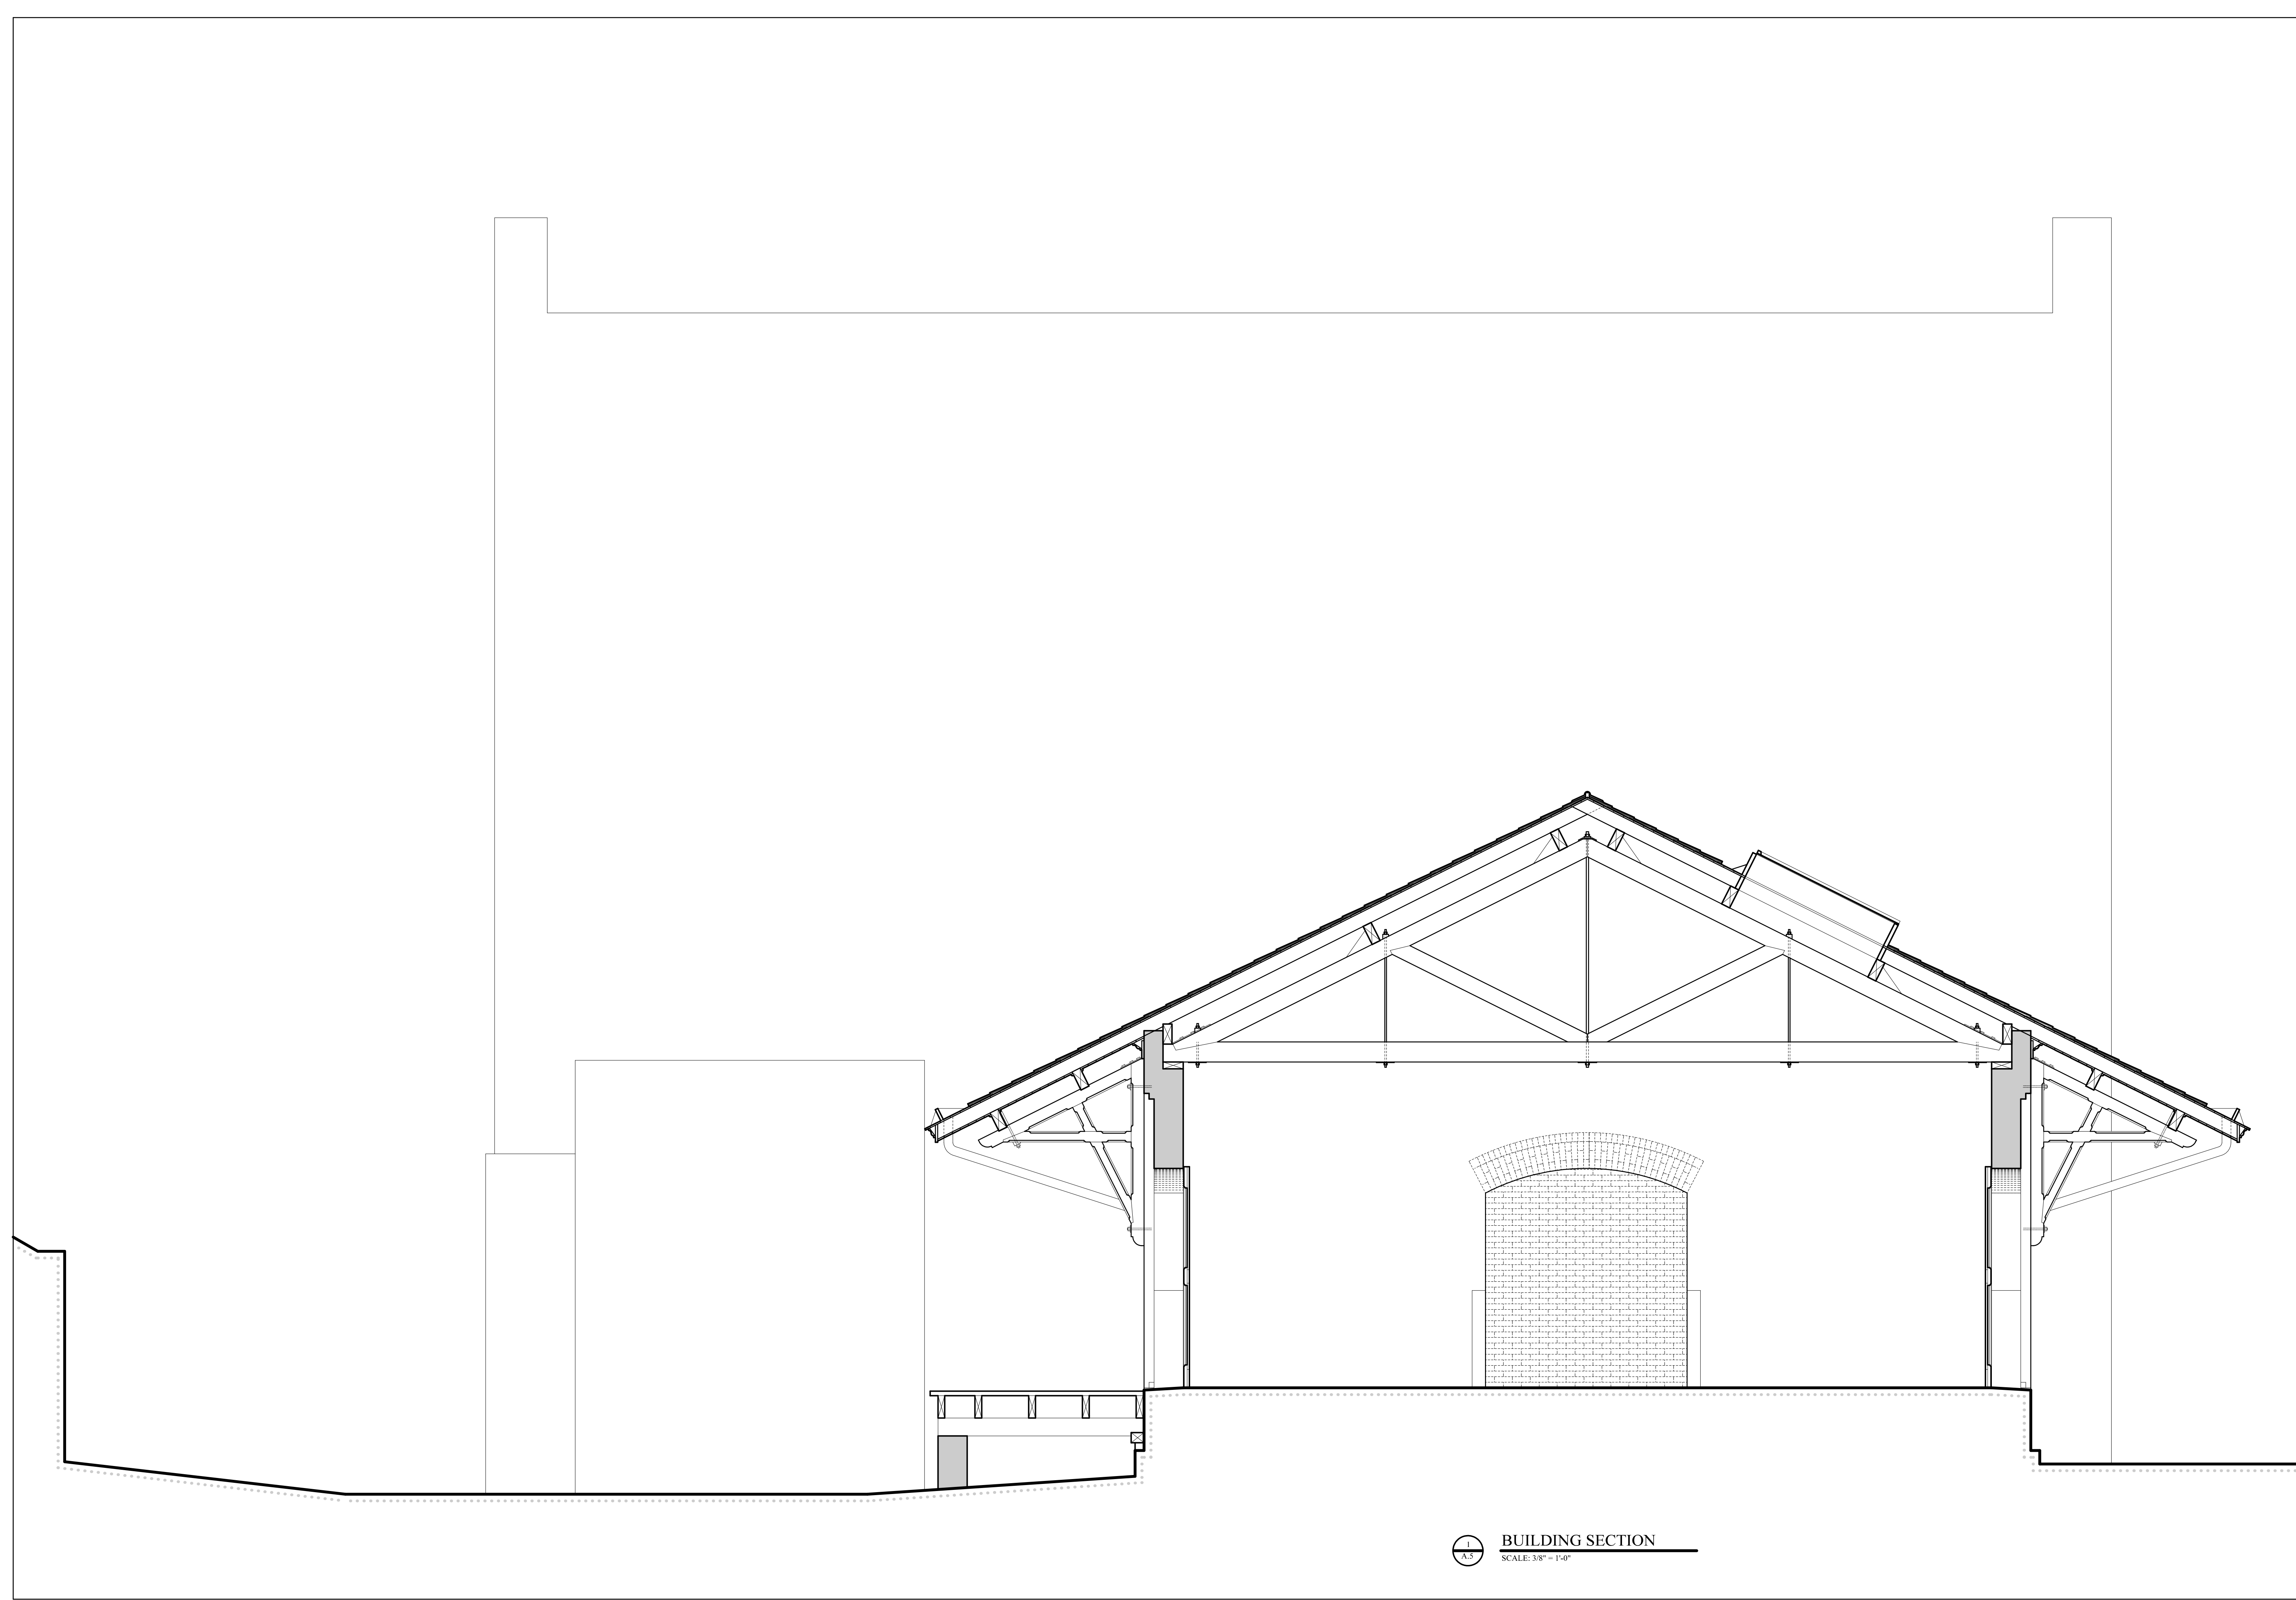 1
A.5
BUILDING SECTION
SCALE: 3/8" = 1'-0"